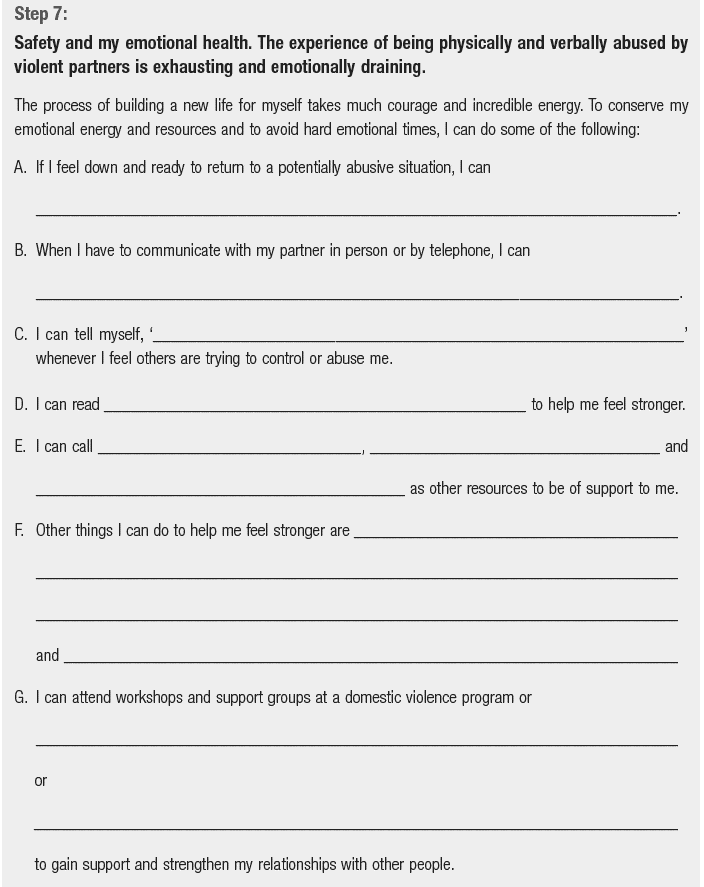 Step 7:
Safety and my emotional health. The experience of being physically and verbally abused by
violent partners is exhausting and emotionally draining.
The process of building a new life for myself takes much courage and incredible energy. To conserve my
emotional energy and resources and to avoid hard emotional times, I can do some of the following:
A. If I feel down and ready to return to a potentially abusive situation, I can
.
B. When I have to communicate with my partner in person or by telephone, I can
.
C. I can tell myself, ‘ ’
whenever I feel others are trying to control or abuse me.
D. I can read to help me feel stronger.
E. I can call , and
as other resources to be of support to me.
F. Other things I can do to help me feel stronger are
and
G. I can attend workshops and support groups at a domestic violence program or
or
to gain support and strengthen my relationships with other people.